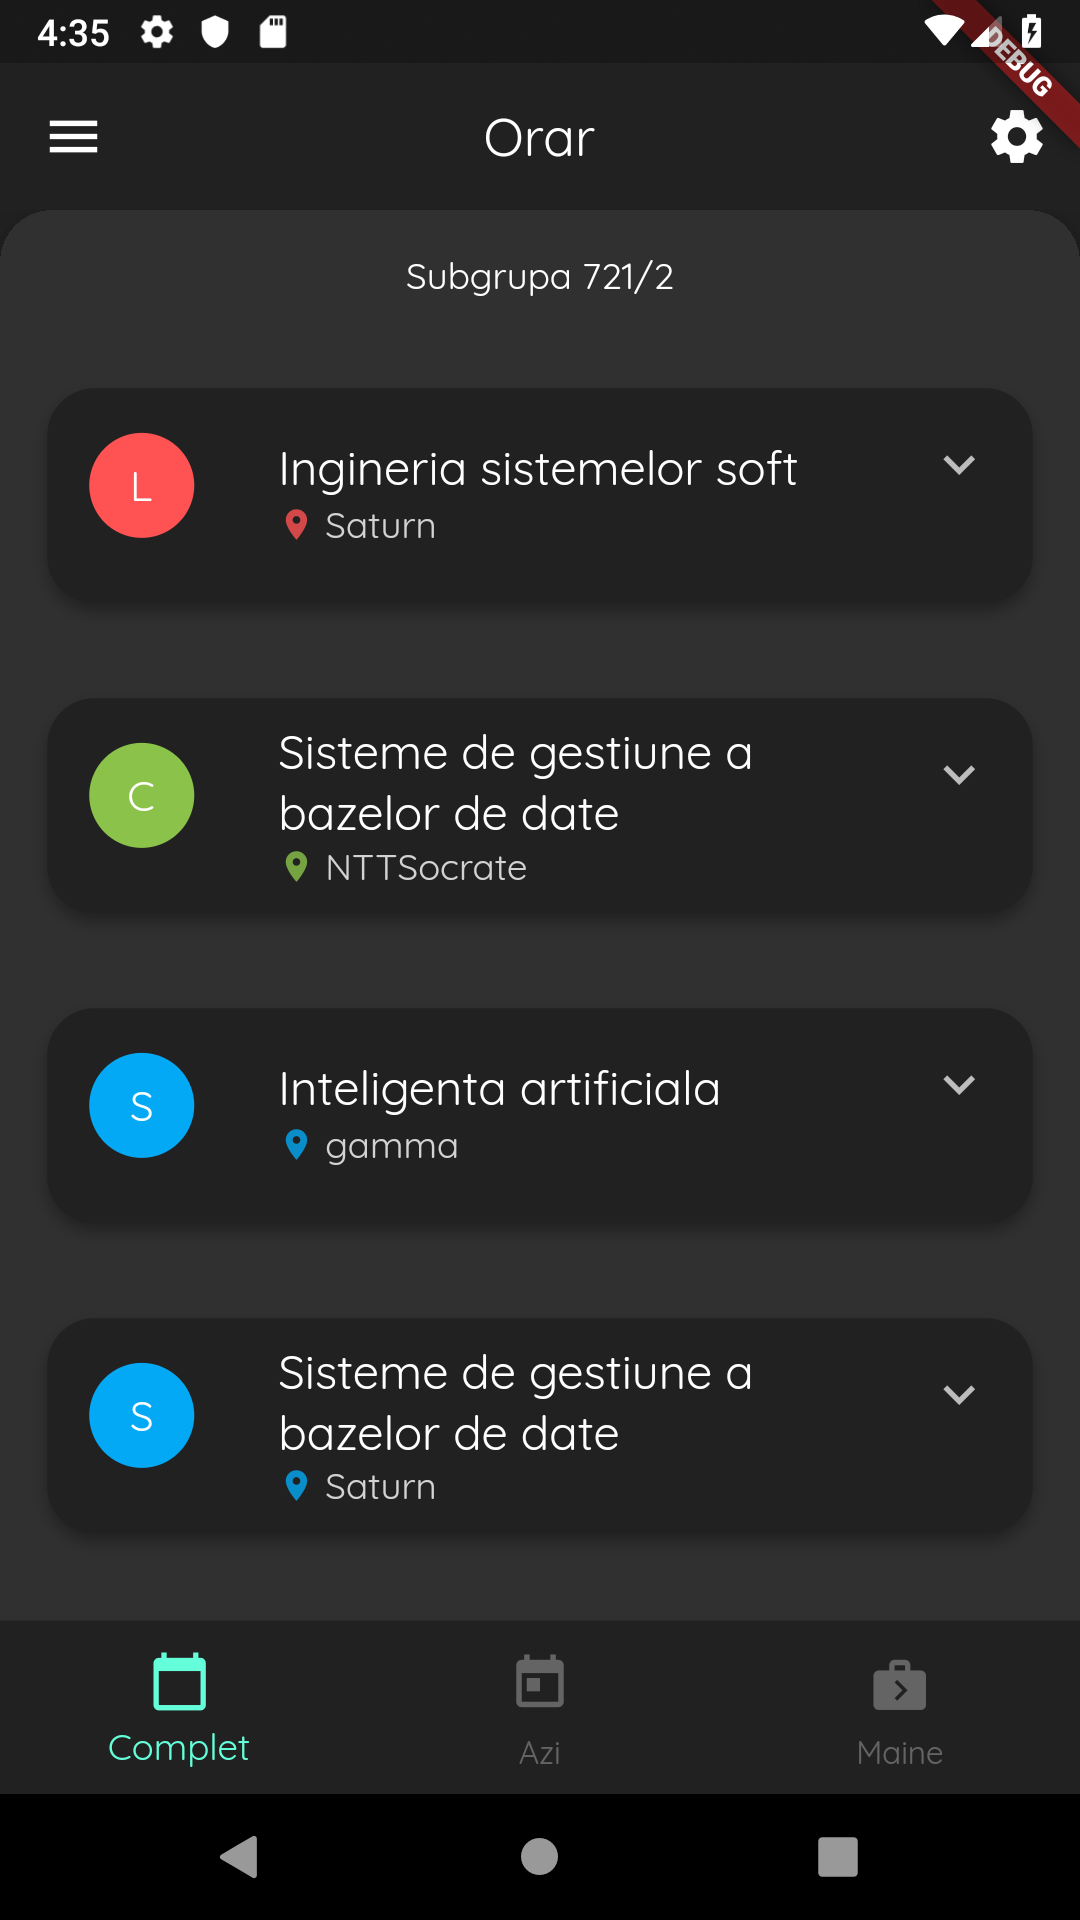 4:35
DEBUG
Orar
Subgrupa 721/2
L
Ingineria sistemelor soft
Saturn
C
Sisteme de gestiune a
bazelor de date
NTTSocrate
S
Inteligenta artificiala
gamma
S
Sisteme de gestiune a
bazelor de date
Saturn
Complet
Azi
Maine